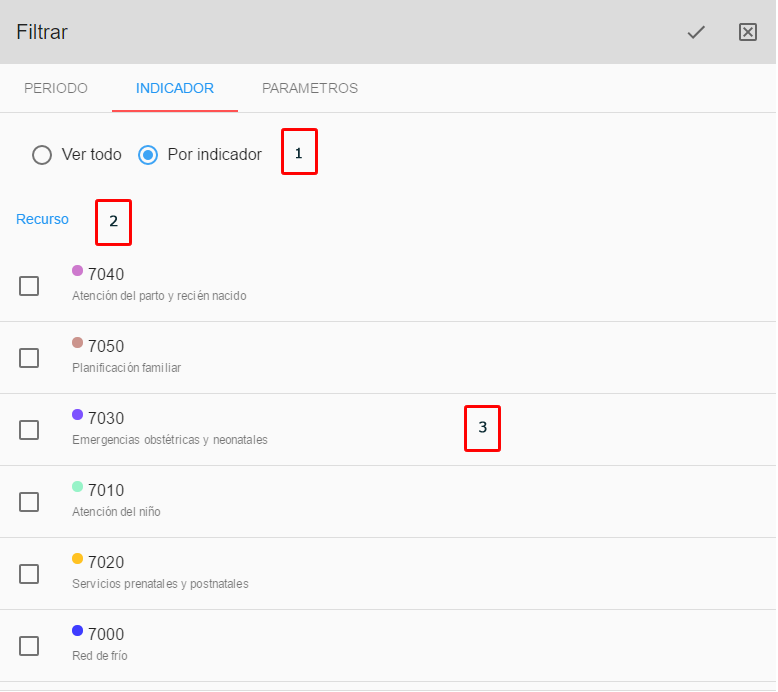 Filtrar
PERIODO INDICADOR PARAMETROS
Ver todo Por indicador 1
Recurso 2
7040
Atención del parto y recién nacido
7050
Planificación familiar
7030
Emergencias obstétricas y neonatales
3
7010
Atención del niño
7020
Servicios prenatales y postnatales
7000
Red de frío